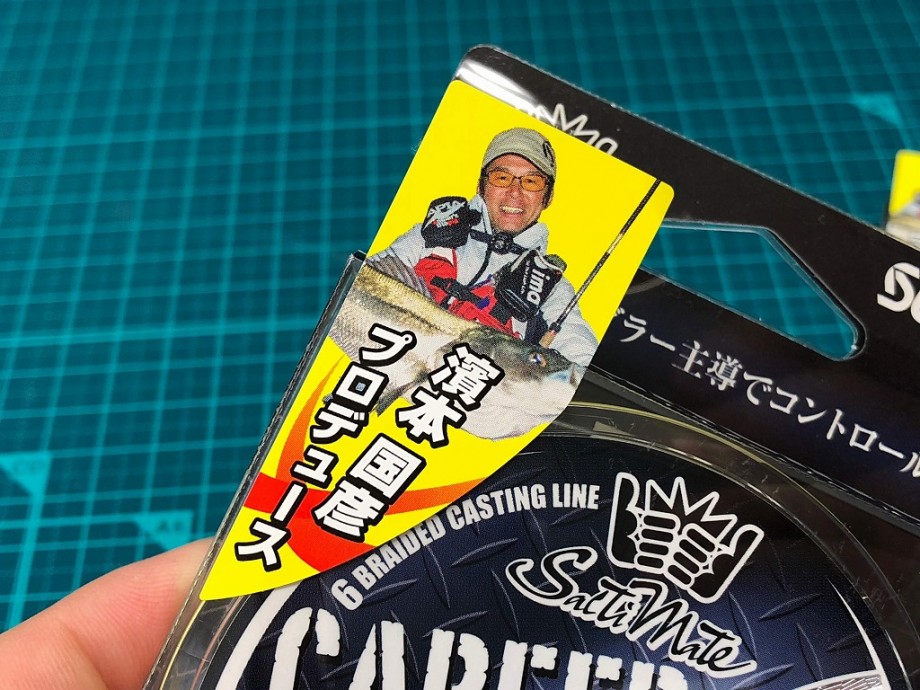 濱本 国彦
プロデュース
ima
ラー主導でコントロール
6 BRAIDED CASTING LINE
SaltiMate